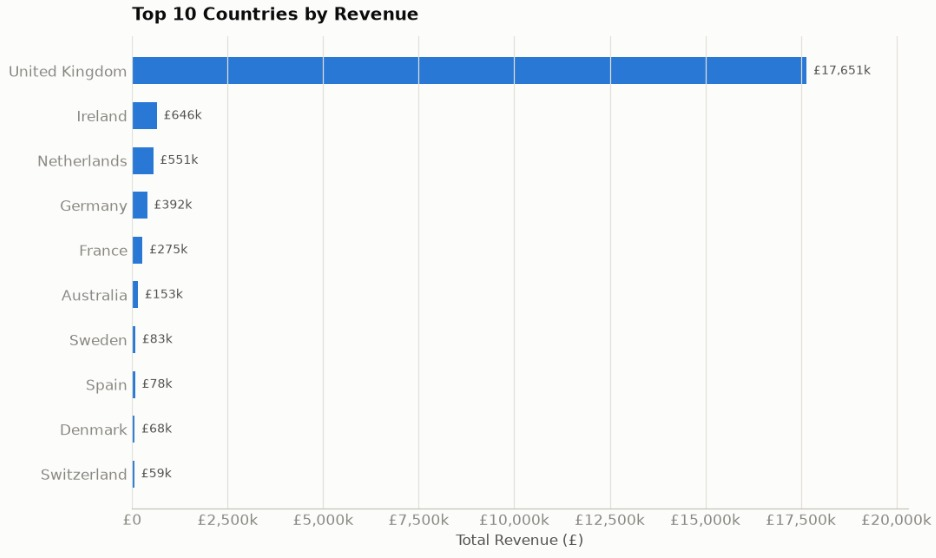 Top 10 Countries by Revenue
United Kingdom £17,651k
Ireland £646k
Netherlands £551k
Germany £392k
France £275k
Australia £153k
Sweden £83k
Spain £78k
Denmark £68k
Switzerland £59k
£0 £2,500k £5,000k £7,500k £10,000k £12,500k £15,000k £17,500k £20,000k
Total Revenue (£)